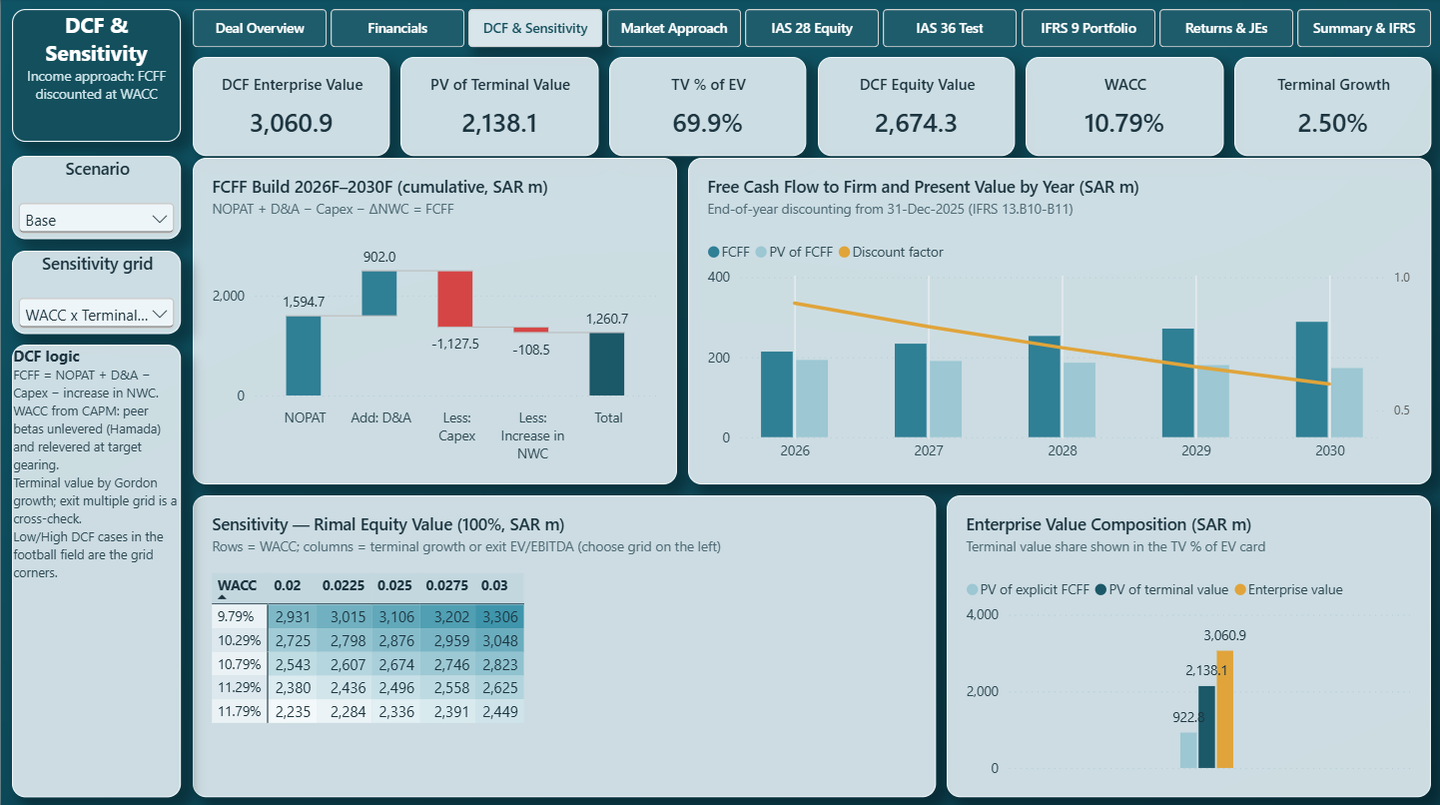 DCF &
Sensitivity
Income approach: FCFF
discounted at WACC
Deal Overview
Financials
DCF & Sensitivity
Market Approach
IAS 28 Equity
IAS 36 Test
IFRS 9 Portfolio
Returns & JEs
Summary & IFRS
DCF Enterprise Value
3,060.9
PV of Terminal Value
2,138.1
TV % of EV
69.9%
DCF Equity Value
2,674.3
WACC
10.79%
Terminal Growth
2.50%
Scenario
Base
Sensitivity grid
WACC x Terminal...
DCF logic
FCFF = NOPAT + D&A −
Capex − increase in NWC.
WACC from CAPM: peer
betas unlevered (Hamada)
and relevered at target
gearing.
Terminal value by Gordon
growth; exit multiple grid is a
cross-check.
Low/High DCF cases in the
football field are the grid
corners.
FCFF Build 2026F–2030F (cumulative, SAR m)
NOPAT + D&A − Capex − ΔNWC = FCFF
2,000
0
1,594.7
902.0
-1,127.5
-108.5
1,260.7
NOPAT
Add: D&A
Less:
Capex
Less:
Increase in
NWC
Total
Free Cash Flow to Firm and Present Value by Year (SAR m)
End-of-year discounting from 31-Dec-2025 (IFRS 13.B10-B11)
FCFF PV of FCFF Discount factor
400
200
0
1.0
0.5
2026 2027 2028 2029 2030
Sensitivity — Rimal Equity Value (100%, SAR m)
Rows = WACC; columns = terminal growth or exit EV/EBITDA (choose grid on the left)
WACC 0.02 0.0225 0.025 0.0275 0.03
9.79% 2,931 3,015 3,106 3,202 3,306
10.29% 2,725 2,798 2,876 2,959 3,048
10.79% 2,543 2,607 2,674 2,746 2,823
11.29% 2,380 2,436 2,496 2,558 2,625
11.79% 2,235 2,284 2,336 2,391 2,449
Enterprise Value Composition (SAR m)
Terminal value share shown in the TV % of EV card
PV of explicit FCFF PV of terminal value Enterprise value
4,000
2,000
0
3,060.9
2,138.1
922.8